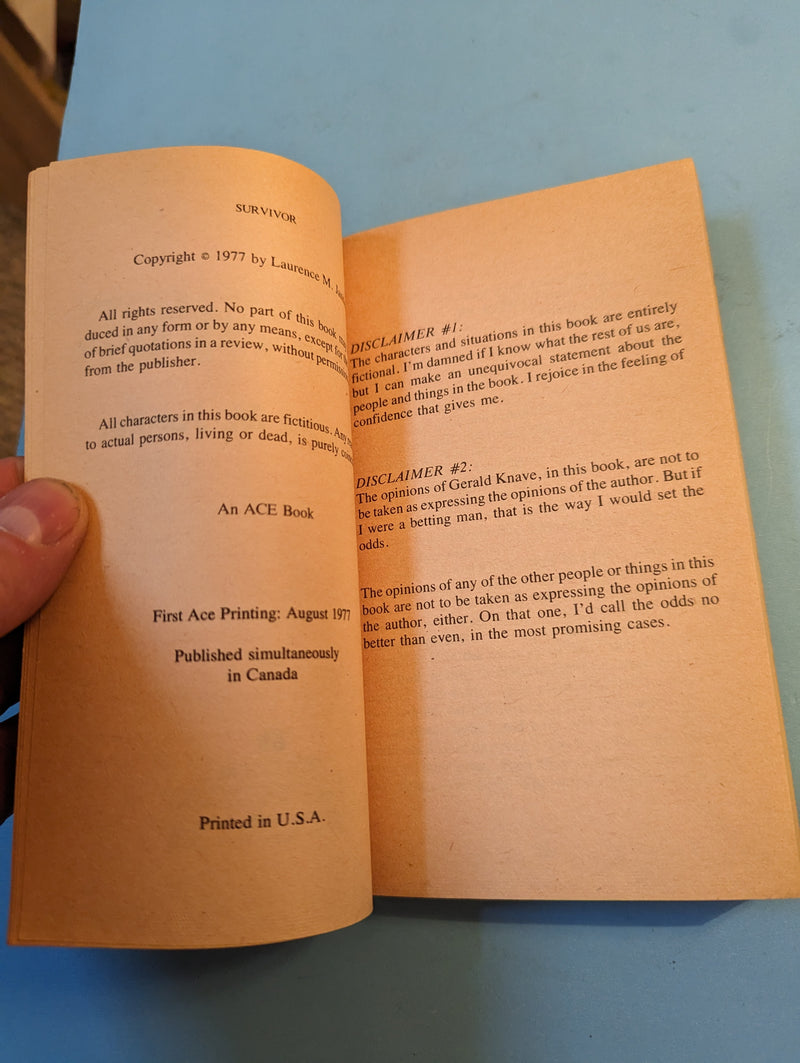 SURVIVOR
Copyright © 1977 by Laurence M.
All rights reserved. No part of this book
duced in any form or by any means, except for
of brief quotations in a review, without
from the publisher.
All characters in this book are fictitious. Any
to actual persons, living or dead, is purely
An ACE Book
First Ace Printing: August 1977
Published simultaneously
in Canada
Printed in U.S.A.
DISCLAIMER #1:
The characters and situations in this book are entirely
fictional. I'm damned if I know what the rest of us are,
but I can make an unequivocal statement about the
people and things in the book. I rejoice in the feeling of
confidence that gives me.
DISCLAIMER #2:
The opinions of Gerald Knave, in this book, are not to
be taken as expressing the opinions of the author. But if
I were a betting man, that is the way I would set the
odds.
The opinions of any of the other people or things in this
book are not to be taken as expressing the opinions of
the author, either. On that one, I'd call the odds no
better than even, in the most promising cases.